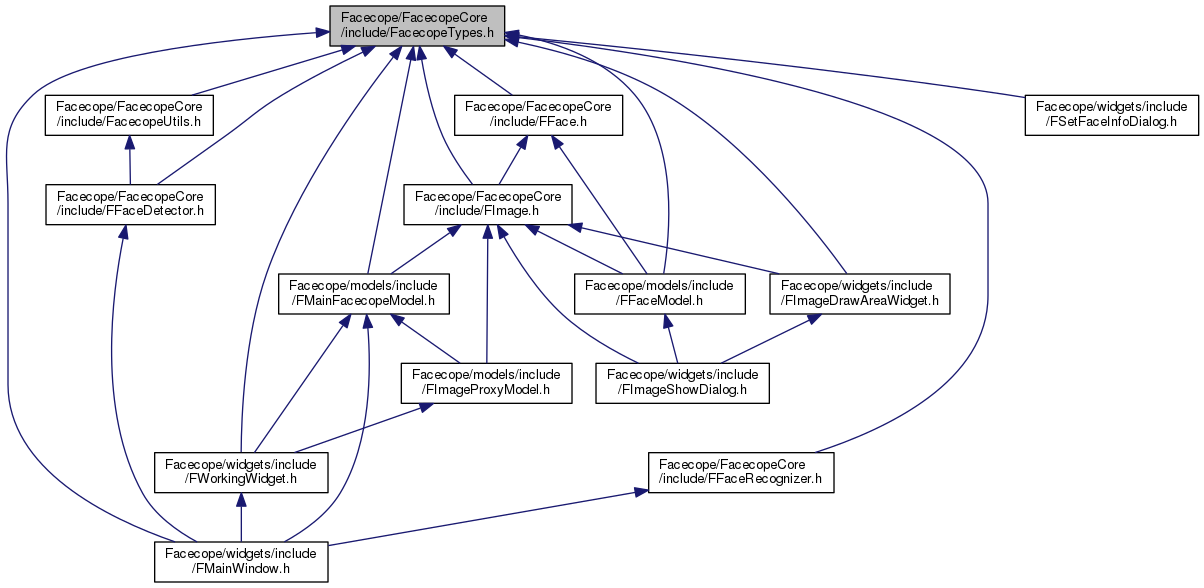 Facecope/FacecopeCore
/include/FacecopeTypes.h
Facecope/FacecopeCore
/include/FacecopeUtils.h
Facecope/FacecopeCore
/include/FFace.h
Facecope/widgets/include
/FSetFaceInfoDialog.h
Facecope/FacecopeCore
/include/FFaceDetector.h
Facecope/FacecopeCore
/include/FImage.h
Facecope/models/include
/FMainFacecopeModel.h
Facecope/models/include
/FFaceModel.h
Facecope/widgets/include
/FImageDrawAreaWidget.h
Facecope/models/include
/FImageProxyModel.h
Facecope/widgets/include
/FImageShowDialog.h
Facecope/widgets/include
/FWorkingWidget.h
Facecope/FacecopeCore
/include/FFaceRecognizer.h
Facecope/widgets/include
/FMainWindow.h